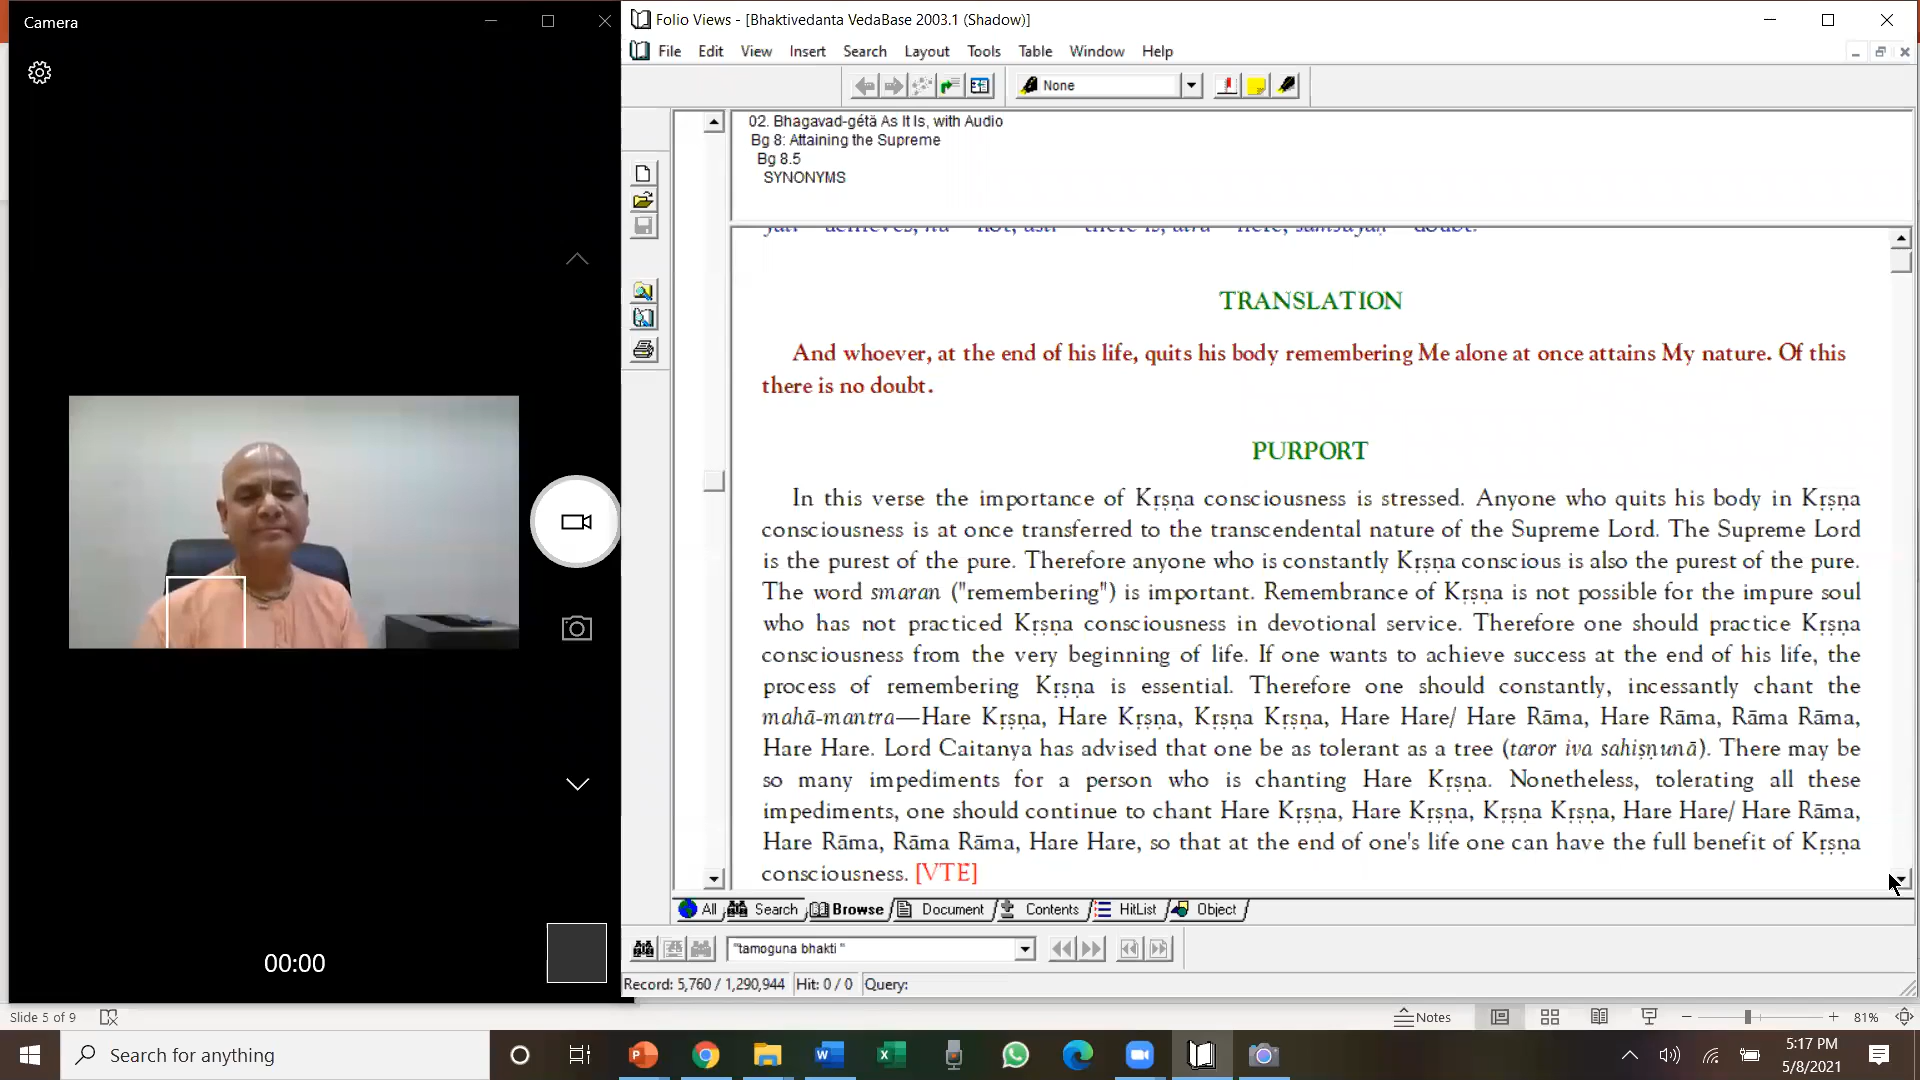 Camera
Folio Views - [Bhaktivedanta VedaBase 2003.1 (Shadow)]
File Edit View Insert Search Layout Tools Table Window Help
None
02. Bhagavad-gétä As It Is, with Audio
Bg 8: Attaining the Supreme
Bg 8.5
SYNONYMS
TRANSLATION
And whoever, at the end of his life, quits his body remembering Me alone at once attains My nature. Of this
there is no doubt.
PURPORT
In this verse the importance of Kṛṣṇa consciousness is stressed. Anyone who quits his body in Kṛṣṇa
consciousness is at once transferred to the transcendental nature of the Supreme Lord. The Supreme Lord
is the purest of the pure. Therefore anyone who is constantly Kṛṣṇa conscious is also the purest of the pure.
The word smaran ("remembering") is important. Remembrance of Kṛṣṇa is not possible for the impure soul
who has not practiced Kṛṣṇa consciousness in devotional service. Therefore one should practice Kṛṣṇa
consciousness from the very beginning of life. If one wants to achieve success at the end of his life, the
process of remembering Kṛṣṇa is essential. Therefore one should constantly, incessantly chant the
mahā-mantra—Hare Kṛṣṇa, Hare Kṛṣṇa, Kṛṣṇa Kṛṣṇa, Hare Hare/ Hare Rāma, Hare Rāma, Rāma Rāma,
Hare Hare. Lord Caitanya has advised that one be as tolerant as a tree (taror iva sahiṣṇunā). There may be
so many impediments for a person who is chanting Hare Kṛṣṇa. Nonetheless, tolerating all these
impediments, one should continue to chant Hare Kṛṣṇa, Hare Kṛṣṇa, Kṛṣṇa Kṛṣṇa, Hare Hare/ Hare Rāma,
Hare Rāma, Rāma Rāma, Hare Hare, so that at the end of one's life one can have the full benefit of Kṛṣṇa
consciousness. [VTE]
All Search Browse Document Contents HitList Object
"tamoguna bhakti "
00:00
Record: 5,760 / 1,290,944 Hit: 0 / 0 Query:
Slide 5 of 9 Notes 81%
Search for anything
5:17 PM
5/8/2021